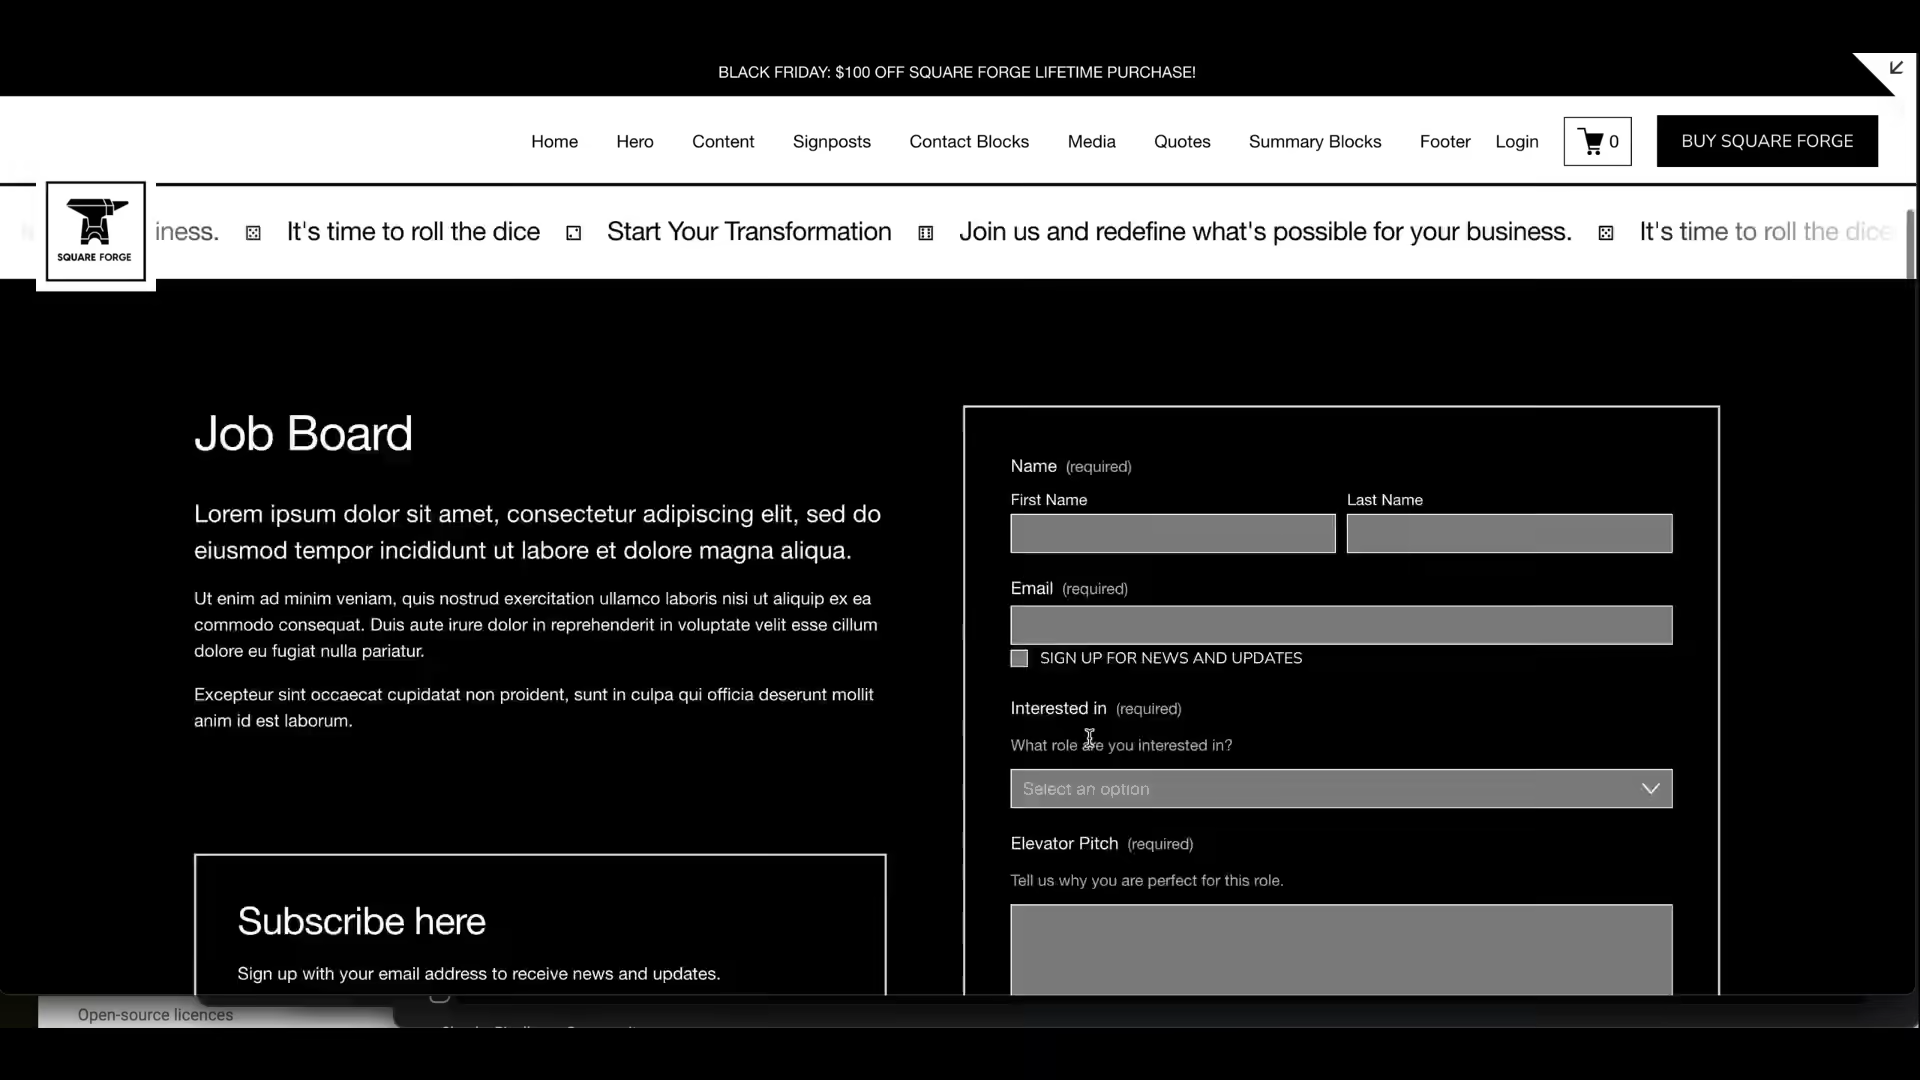 BLACK FRIDAY: $100 OFF SQUARE FORGE LIFETIME PURCHASE!
Home Hero Content Signposts Contact Blocks Media Quotes Summary Blocks Footer Login 0 BUY SQUARE FORGE
SQUARE FORGE
iness. It's time to roll the dice Start Your Transformation Join us and redefine what's possible for your business. It's time to roll the dice
Job Board
Lorem ipsum dolor sit amet, consectetur adipiscing elit, sed do
eiusmod tempor incididunt ut labore et dolore magna aliqua.
Ut enim ad minim veniam, quis nostrud exercitation ullamco laboris nisi ut aliquip ex ea
commodo consequat. Duis aute irure dolor in reprehenderit in voluptate velit esse cillum
dolore eu fugiat nulla pariatur.
Excepteur sint occaecat cupidatat non proident, sunt in culpa qui officia deserunt mollit
anim id est laborum.
Subscribe here
Sign up with your email address to receive news and updates.
Name (required)
First Name Last Name
Email (required)
SIGN UP FOR NEWS AND UPDATES
Interested in (required)
What role are you interested in?
Select an option
Elevator Pitch (required)
Tell us why you are perfect for this role.
Open-source licences